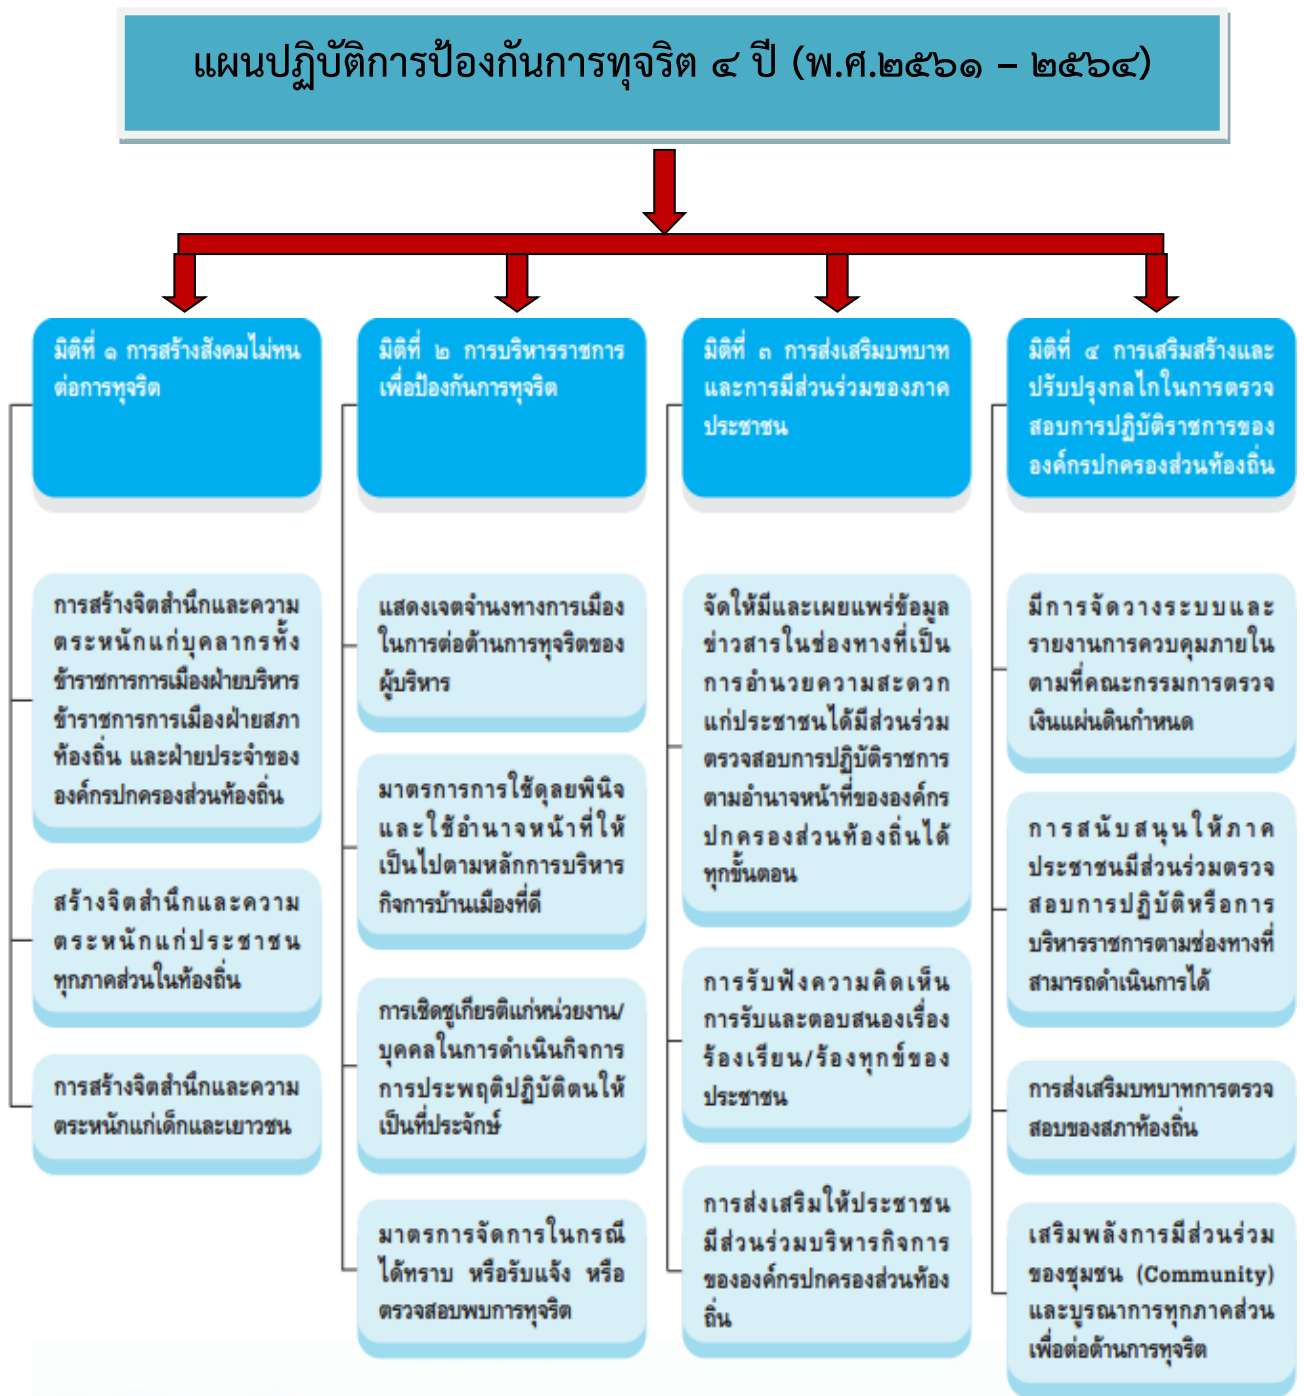 แผนปฏิบัติการป้องกันการทุจริต ๔ ปี (พ.ศ.๒๕๖๑ – ๒๕๖๔)
มิติที่ ๑ การสร้างสังคมไม่ทน
ต่อการทุจริต
การสร้างจิตสำนึกและความ
ตระหนักแก่บุคลากรทั้ง
ข้าราชการการเมืองฝ่ายบริหาร
ข้าราชการการเมืองฝ่ายสภา
ท้องถิ่น และฝ่ายประจำของ
องค์กรปกครองส่วนท้องถิ่น
สร้างจิตสำนึกและความ
ตระหนักแก่ประชาชน
ทุกภาคส่วนในท้องถิ่น
การสร้างจิตสำนึกและความ
ตระหนักแก่เด็กและเยาวชน
มิติที่ ๒ การบริหารราชการ
เพื่อป้องกันการทุจริต
แสดงเจตจำนงทางการเมือง
ในการต่อต้านการทุจริตของ
ผู้บริหาร
มาตรการการใช้ดุลยพินิจ
และใช้อำนาจหน้าที่ให้
เป็นไปตามหลักการบริหาร
กิจการบ้านเมืองที่ดี
การเชิดชูเกียรติแก่หน่วยงาน/
บุคคลในการดำเนินกิจการ
การประพฤติปฏิบัติตนให้
เป็นที่ประจักษ์
มาตรการจัดการในกรณี
ได้ทราบ หรือรับแจ้ง หรือ
ตรวจสอบพบการทุจริต
มิติที่ ๓ การส่งเสริมบทบาท
และการมีส่วนร่วมของภาค
ประชาชน
จัดให้มีและเผยแพร่ข้อมูล
ข่าวสารในช่องทางที่เป็น
การอำนวยความสะดวก
แก่ประชาชนได้มีส่วนร่วม
ตรวจสอบการปฏิบัติราชการ
ตามอำนาจหน้าที่ขององค์กร
ปกครองส่วนท้องถิ่นได้
ทุกขั้นตอน
การรับฟังความคิดเห็น
การรับและตอบสนองเรื่อง
ร้องเรียน/ร้องทุกข์ของ
ประชาชน
การส่งเสริมให้ประชาชน
มีส่วนร่วมบริหารกิจการ
ขององค์กรปกครองส่วนท้อง
ถิ่น
มิติที่ ๔ การเสริมสร้างและ
ปรับปรุงกลไกในการตรวจ
สอบการปฏิบัติราชการของ
องค์กรปกครองส่วนท้องถิ่น
มีการจัดวางระบบและ
รายงานการควบคุมภายใน
ตามที่คณะกรรมการตรวจ
เงินแผ่นดินกำหนด
การสนับสนุนให้ภาค
ประชาชนมีส่วนร่วมตรวจ
สอบการปฏิบัติหรือการ
บริหารราชการตามช่องทางที่
สามารถดำเนินการได้
การส่งเสริมบทบาทการตรวจ
สอบของสภาท้องถิ่น
เสริมพลังการมีส่วนร่วม
ของชุมชน (Community)
และบูรณาการทุกภาคส่วน
เพื่อต่อต้านการทุจริต